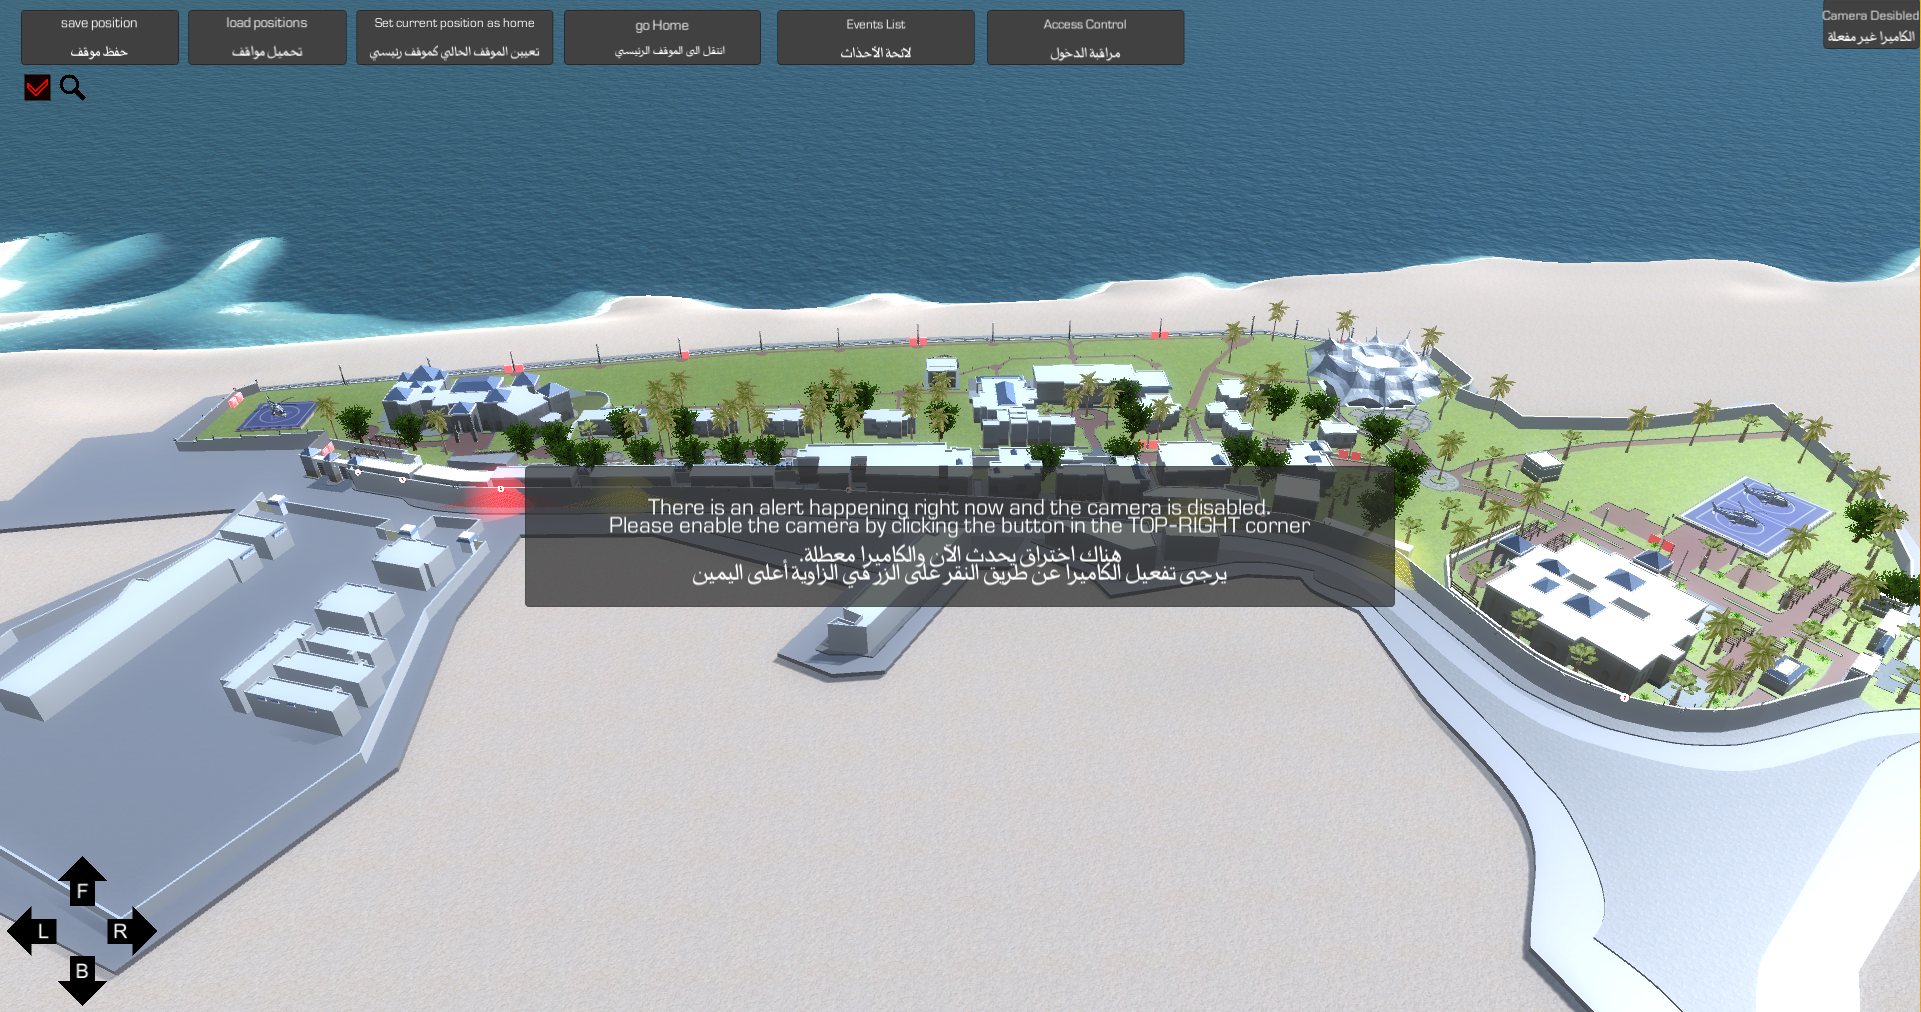 save position
حفظ موقف
load positions
تحميل مواقف
Set current position as home
تعيين الموقف الحالي كموقف رئيسي
go Home
انتقل الى الموقف الرئيسي
Events List
لائحة الأحداث
Access Control
مراقبة الدخول
Camera Desibled
الكاميرا غير مفعلة
There is an alert happening right now and the camera is disabled.
Please enable the camera by clicking the button in the TOP-RIGHT corner
هناك اختراق يحدث الآن والكاميرا معطلة.
يرجى تفعيل الكاميرا عن طريق النقر على الزر في الزاوية أعلى اليمين
F
L R
B